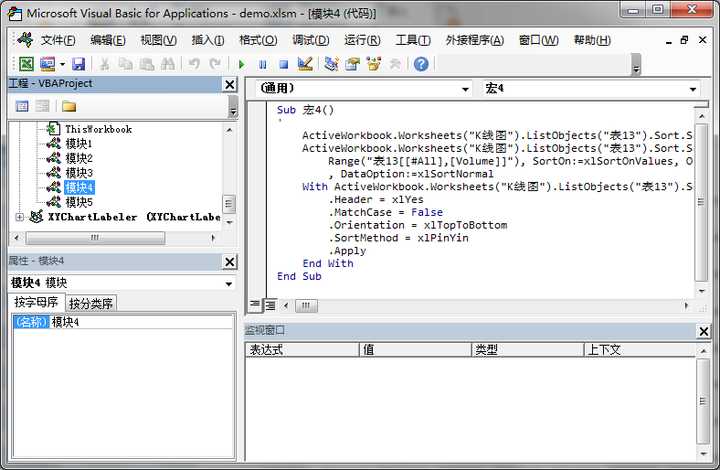 Microsoft Visual Basic for Applications - demo.xlsm - [模块4 (代码)]
文件(F) 编辑(E) 视图(V) 插入(I) 格式(O) 调试(D) 运行(R) 工具(T) 外接程序(A) 窗口(W) 帮助(H)
工程 - VBAProject
ThisWorkbook
模块1
模块2
模块3
模块4
模块5
XYChartLabeler (XYChartLabe
属性 - 模块4
模块4 模块
按字母序 按分类序
(名称) 模块4
(通用) 宏4
Sub 宏4()
'
ActiveWorkbook.Worksheets("K线图").ListObjects("表13").Sort.S
ActiveWorkbook.Worksheets("K线图").ListObjects("表13").Sort.S
Range("表13[[#All],[Volume]]"), SortOn:=xlSortOnValues, O
, DataOption:=xlSortNormal
With ActiveWorkbook.Worksheets("K线图").ListObjects("表13").S
.Header = xlYes
.MatchCase = False
.Orientation = xlTopToBottom
.SortMethod = xlPinYin
.Apply
End With
End Sub
监视窗口
表达式 值 类型 上下文